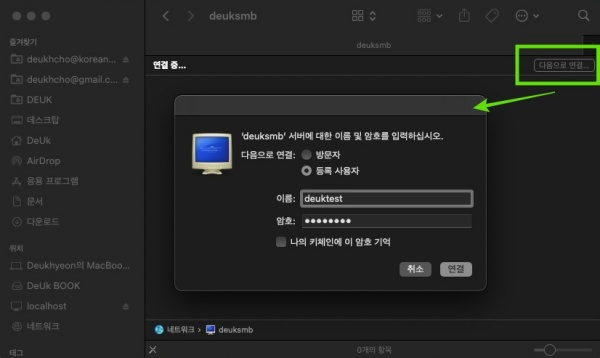 deuksmb
즐겨찾기
deukhcho@korean...
deukhcho@gmail.c...
DEUK
데스크탑
DeUk
AirDrop
응용 프로그램
문서
다운로드
위치
Deukhyeon의 MacBoo...
DeUk BOOK
localhost
네트워크
태그
deuksmb
연결 중...
다음으로 연결...
'deuksmb' 서버에 대한 이름 및 암호를 입력하십시오.
다음으로 연결: 방문자
등록 사용자
이름: deuktest
암호: ●●●●●●●●
나의 키체인에 이 암호 기억
취소 연결
네트워크 › deuksmb
0개의 항목